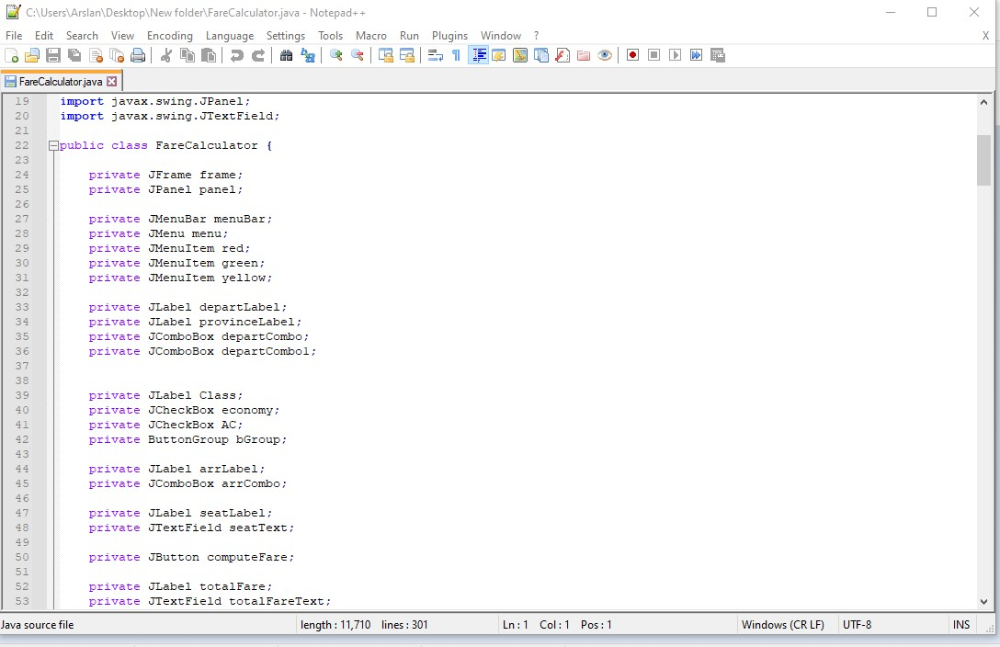 C:\Users\Arslan\Desktop\New folder\FareCalculator.java - Notepad++
File Edit Search View Encoding Language Settings Tools Macro Run Plugins Window ? X
FareCalculator.java
19 import javax.swing.JPanel;
20 import javax.swing.JTextField;
21
22 public class FareCalculator {
23
24 private JFrame frame;
25 private JPanel panel;
26
27 private JMenuBar menuBar;
28 private JMenu menu;
29 private JMenuItem red;
30 private JMenuItem green;
31 private JMenuItem yellow;
32
33 private JLabel departLabel;
34 private JLabel provinceLabel;
35 private JComboBox departCombo;
36 private JComboBox departCombo1;
37
38
39 private JLabel Class;
40 private JCheckBox economy;
41 private JCheckBox AC;
42 private ButtonGroup bGroup;
43
44 private JLabel arrLabel;
45 private JComboBox arrCombo;
46
47 private JLabel seatLabel;
48 private JTextField seatText;
49
50 private JButton computeFare;
51
52 private JLabel totalFare;
53 private JTextField totalFareText;
Java source file length : 11,710 lines : 301 Ln : 1 Col : 1 Pos : 1 Windows (CR LF) UTF-8 INS